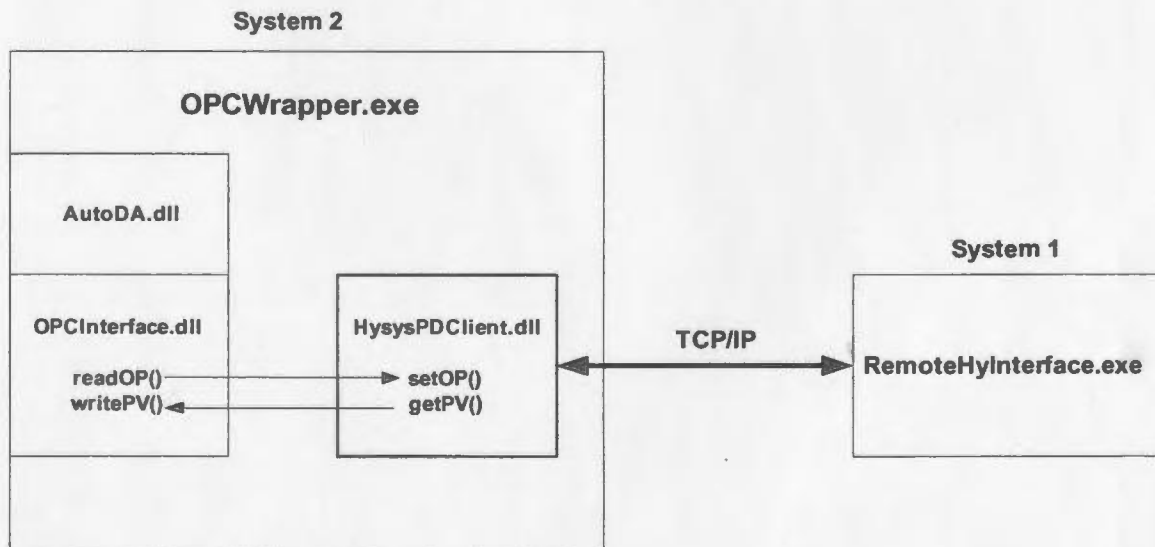 System 2
OPCWrapper.exe
AutoDA.dll
System 1
OPCInterface.dll
HysysPDClient.dll
TCP/IP
RemoteHyInterface.exe
readOP()
setOP()
writePV()
getPV()